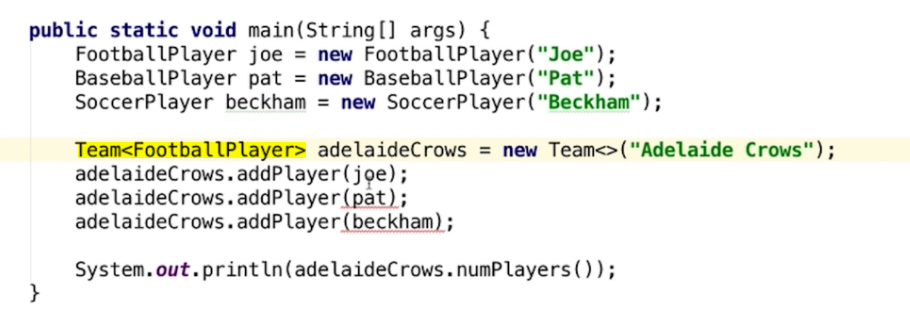 public static void main(String[] args) {
    FootballPlayer joe = new FootballPlayer("Joe");
    BaseballPlayer pat = new BaseballPlayer("Pat");
    SoccerPlayer beckham = new SoccerPlayer("Beckham");

    Team<FootballPlayer> adelaideCrows = new Team<>("Adelaide Crows");
    adelaideCrows.addPlayer(joe);
    adelaideCrows.addPlayer(pat);
    adelaideCrows.addPlayer(beckham);

    System.out.println(adelaideCrows.numPlayers());
}